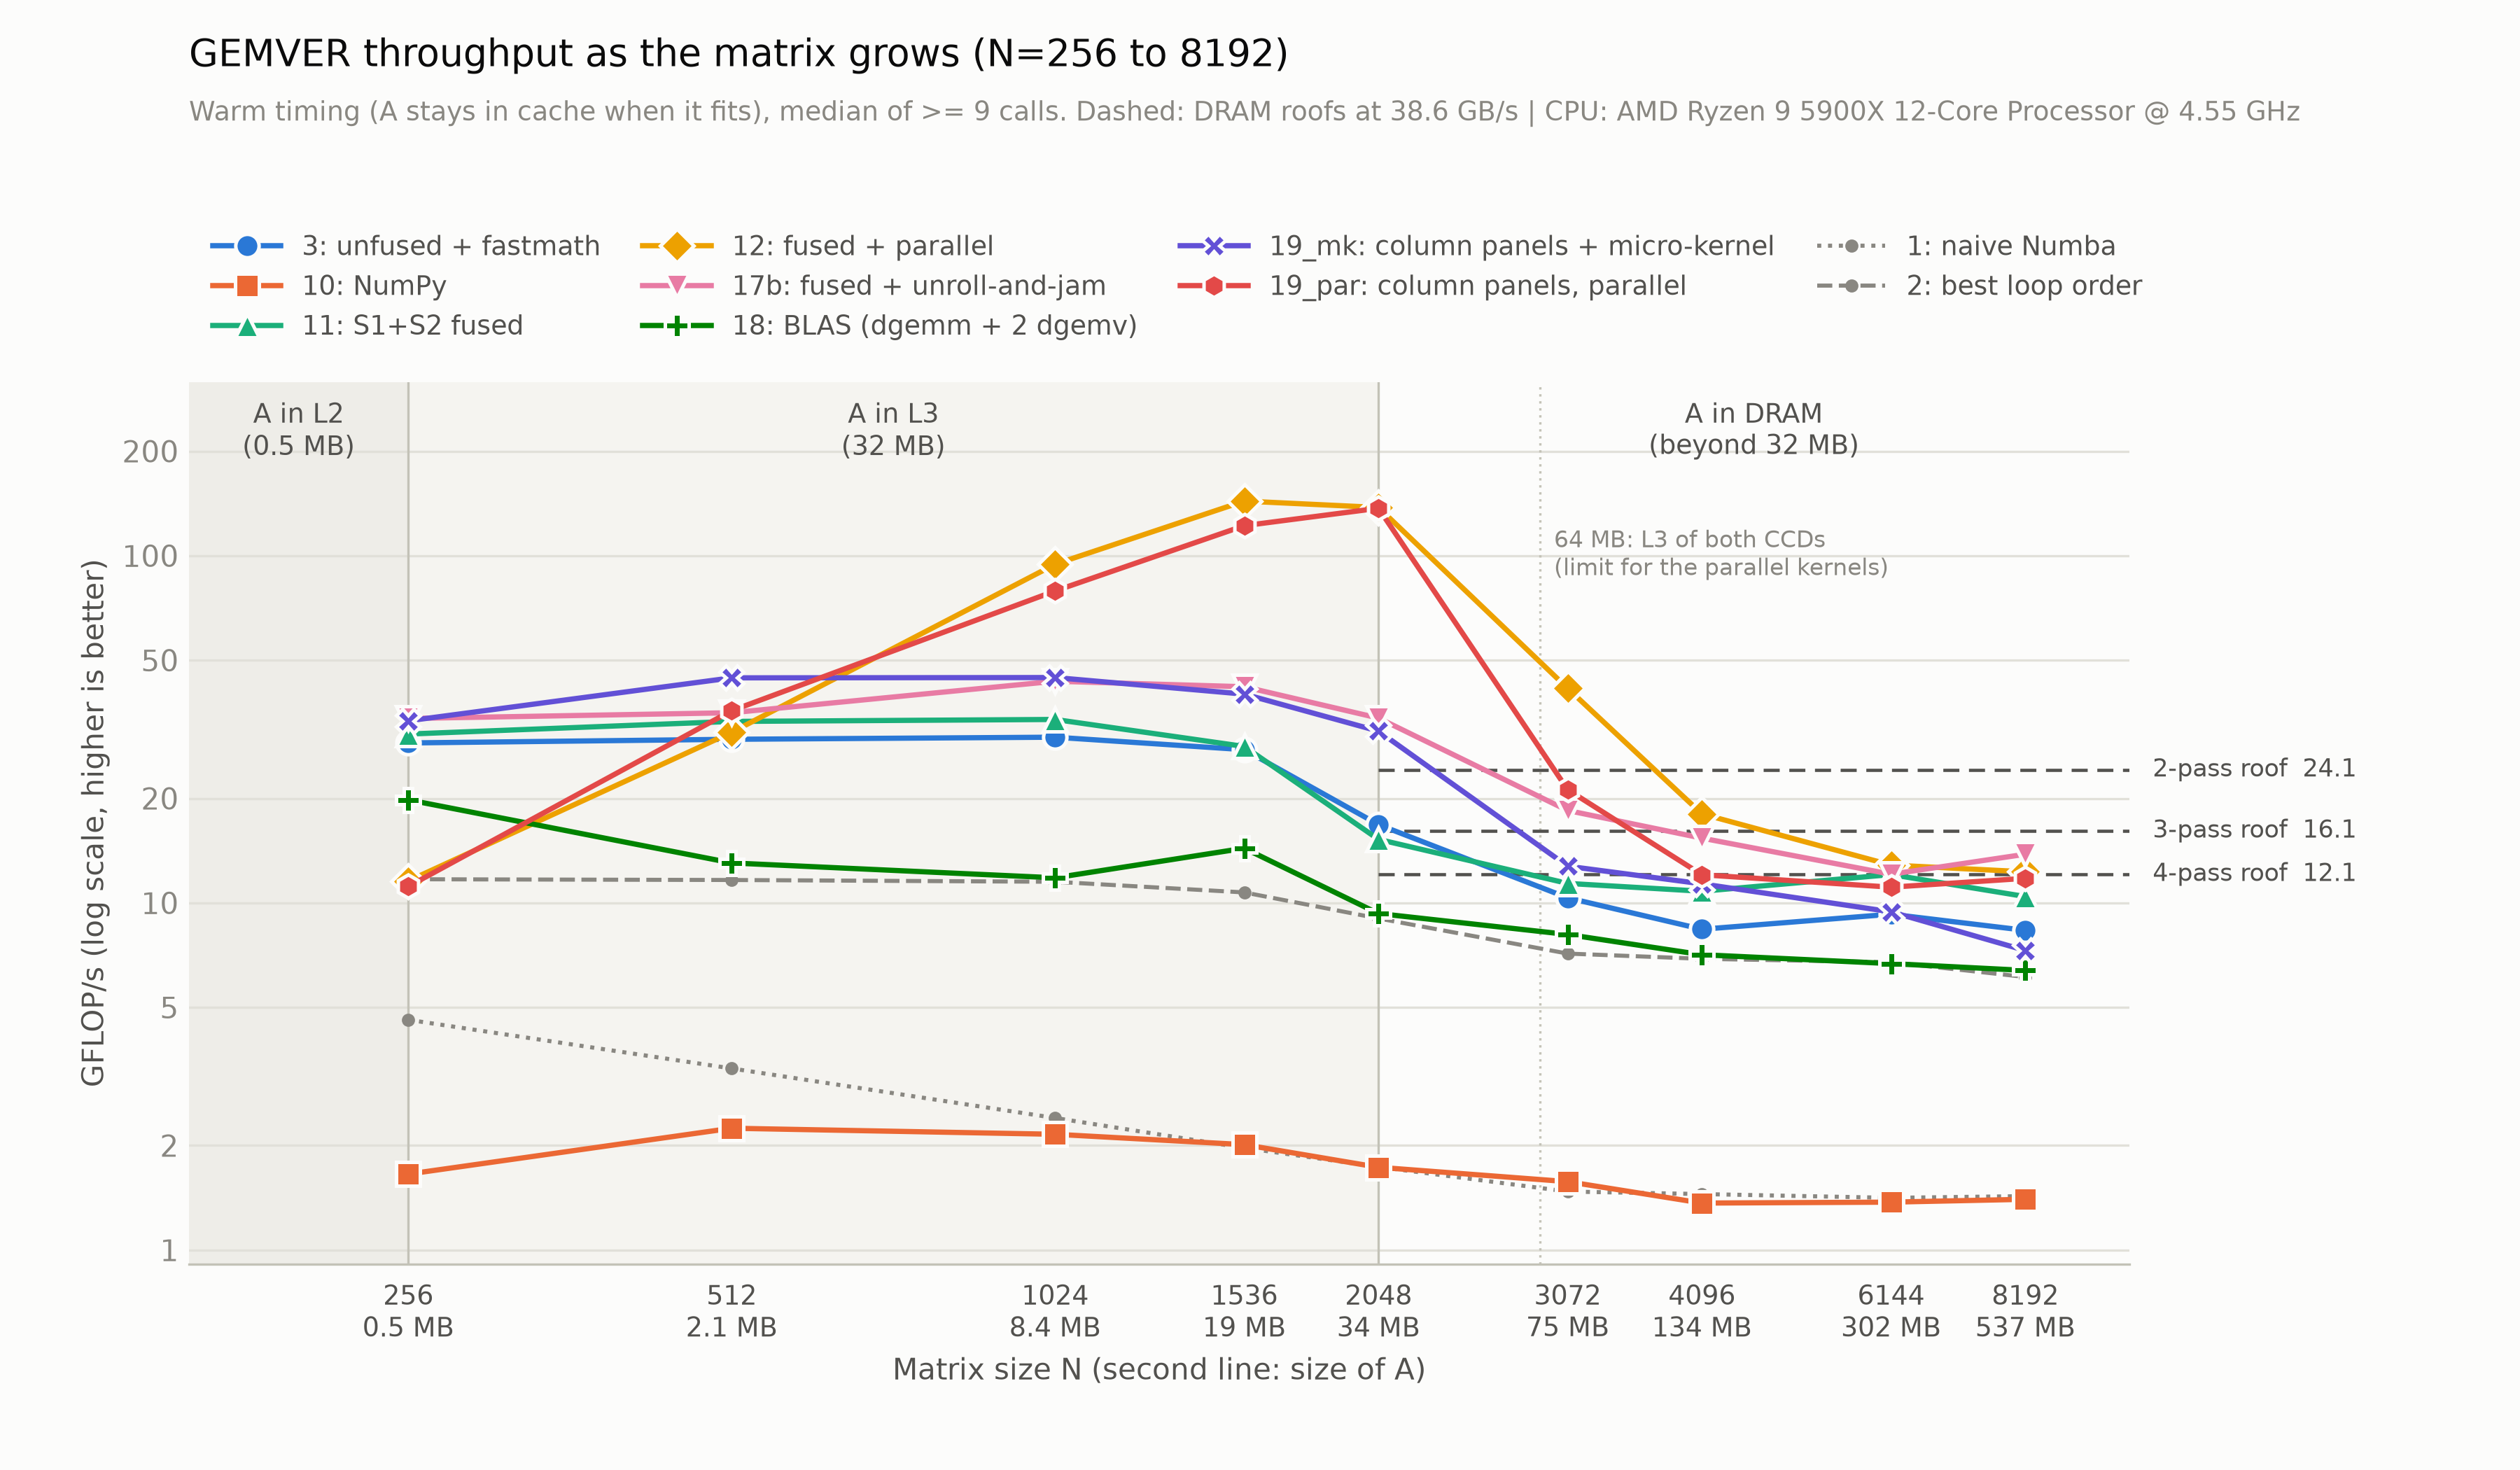 GEMVER throughput as the matrix grows (N=256 to 8192)
Warm timing (A stays in cache when it fits), median of >= 9 calls. Dashed: DRAM roofs at 38.6 GB/s | CPU: AMD Ryzen 9 5900X 12-Core Processor @ 4.55 GHz
3: unfused + fastmath
10: NumPy
11: S1+S2 fused
12: fused + parallel
17b: fused + unroll-and-jam
18: BLAS (dgemm + 2 dgemv)
19_mk: column panels + micro-kernel
19_par: column panels, parallel
1: naive Numba
2: best loop order
A in L2
(0.5 MB)
A in L3
(32 MB)
A in DRAM
(beyond 32 MB)
64 MB: L3 of both CCDs
(limit for the parallel kernels)
2-pass roof 24.1
3-pass roof 16.1
4-pass roof 12.1
GFLOP/s (log scale, higher is better)
200
100
50
20
10
5
2
1
256
0.5 MB
512
2.1 MB
1024
8.4 MB
1536
19 MB
2048
34 MB
3072
75 MB
4096
134 MB
6144
302 MB
8192
537 MB
Matrix size N (second line: size of A)